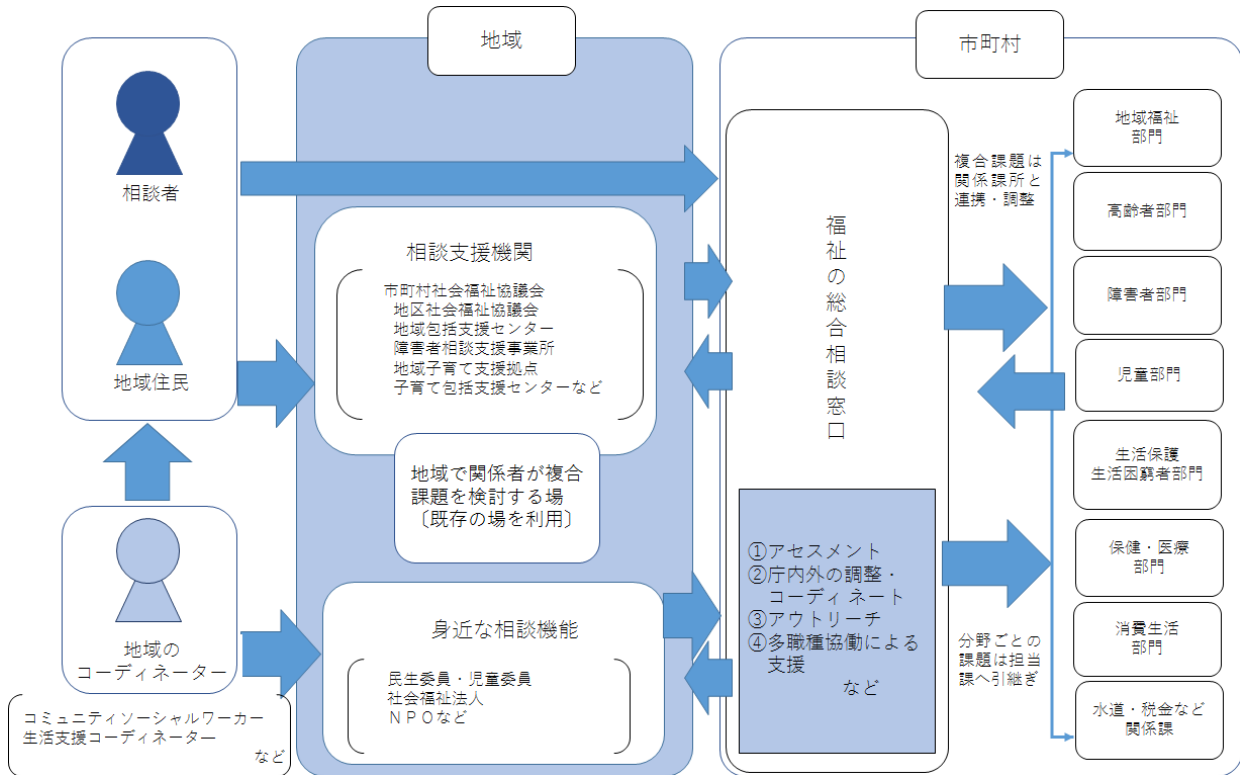 地域
市町村
相談者
地域住民
地域の
コーディネーター
コミュニティソーシャルワーカー
生活支援コーディネーター
など
相談支援機関
市町村社会福祉協議会
地区社会福祉協議会
地域包括支援センター
障害者相談支援事業所
地域子育て支援拠点
子育て包括支援センターなど
地域で関係者が複合
課題を検討する場
〔既存の場を利用〕
身近な相談機能
民生委員・児童委員
社会福祉法人
ＮＰＯなど
福祉の総合相談窓口
①アセスメント
②庁内外の調整・
コーディネート
③アウトリーチ
④多職種協働による
支援
など
複合課題は
関係課所と
連携・調整
分野ごとの
課題は担当
課へ引継ぎ
地域福祉
部門
高齢者部門
障害者部門
児童部門
生活保護
生活困窮者部門
保健・医療
部門
消費生活
部門
水道・税金など
関係課